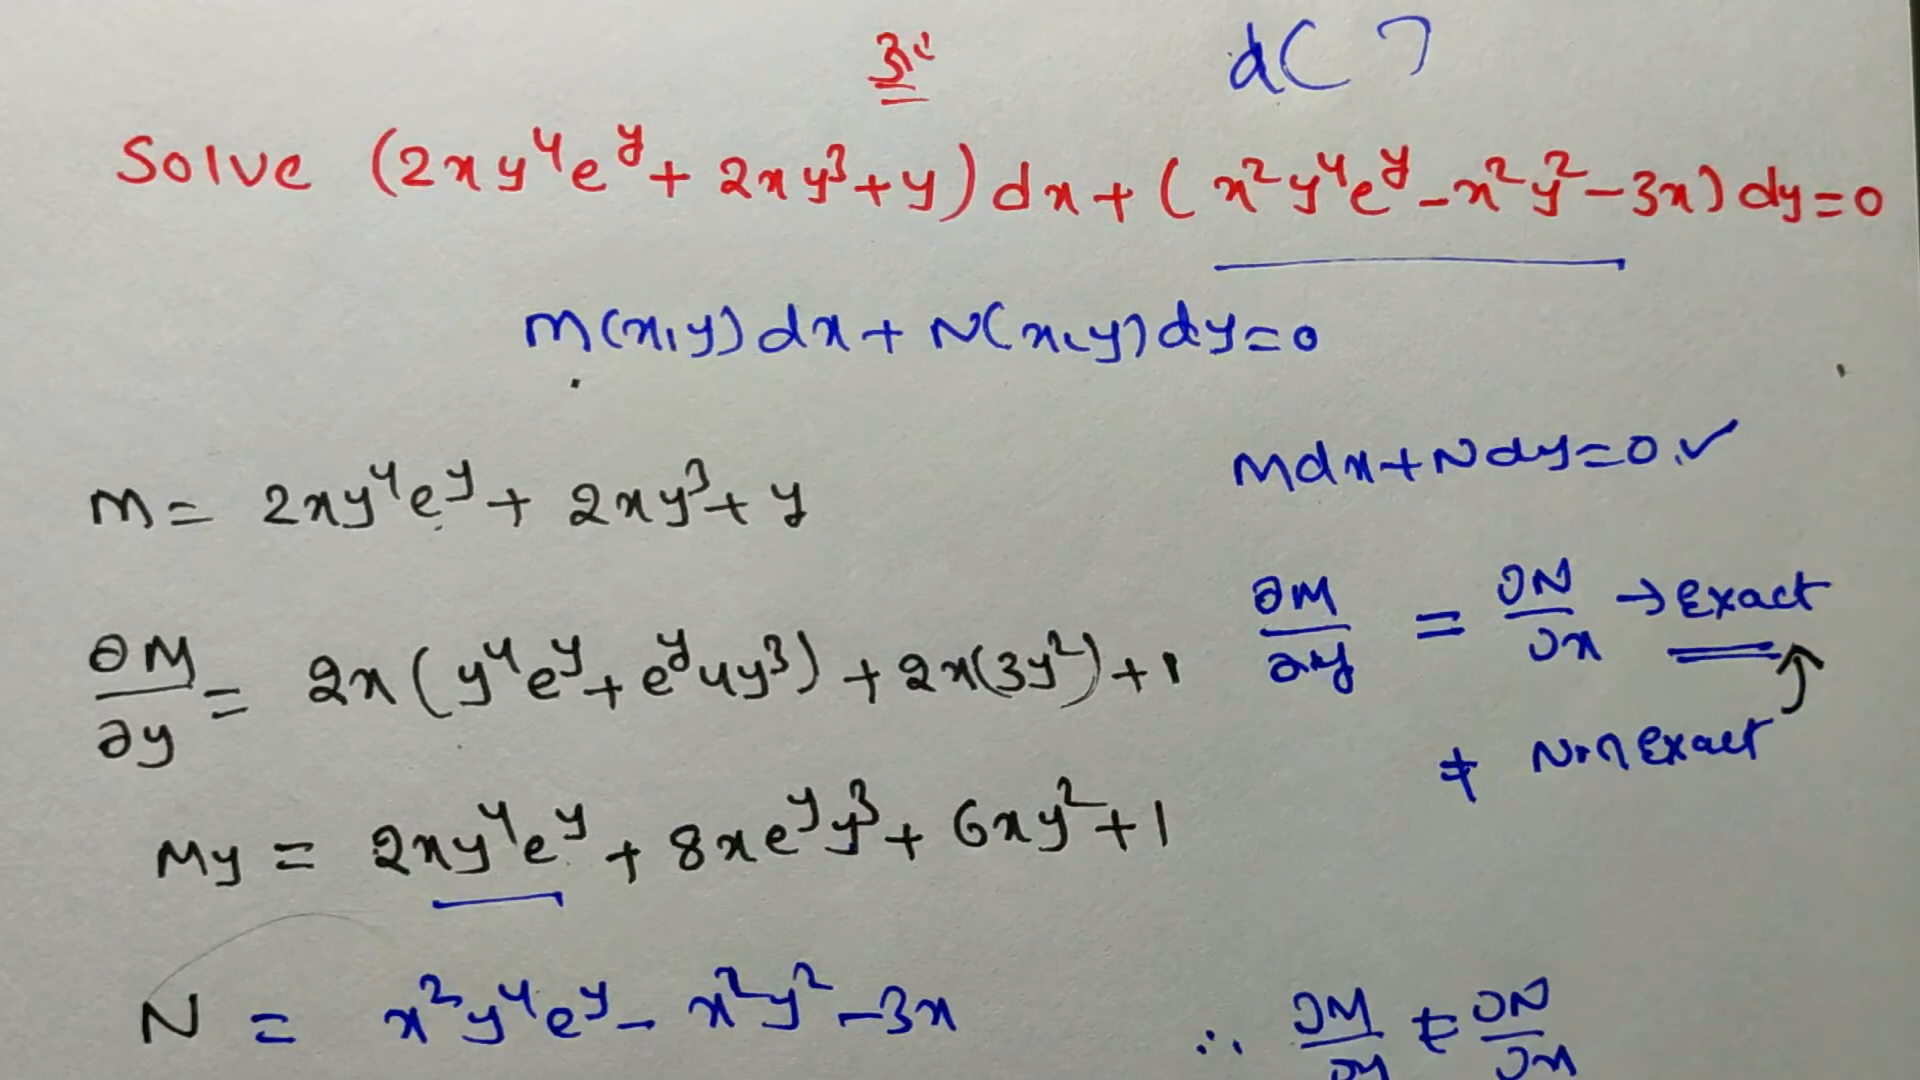 d( )
Solve (2xy⁴eʸ + 2xy³ + y) dx + (x²y⁴eʸ - x²y² - 3x) dy = 0
M(x,y) dx + N(x,y) dy = 0
Mdx + Ndy = 0 ✓
M = 2xy⁴eʸ + 2xy³ + y
∂M/∂y = 2x(y⁴eʸ + eʸ4y³) + 2x(3y²) + 1
∂M/∂y = ∂N/∂x → Exact
≠ Non Exact
My = 2xy⁴eʸ + 8xeʸy³ + 6xy² + 1
N = x²y⁴eʸ - x²y² - 3x
∴ ∂M/∂y ≠ ∂N/∂x